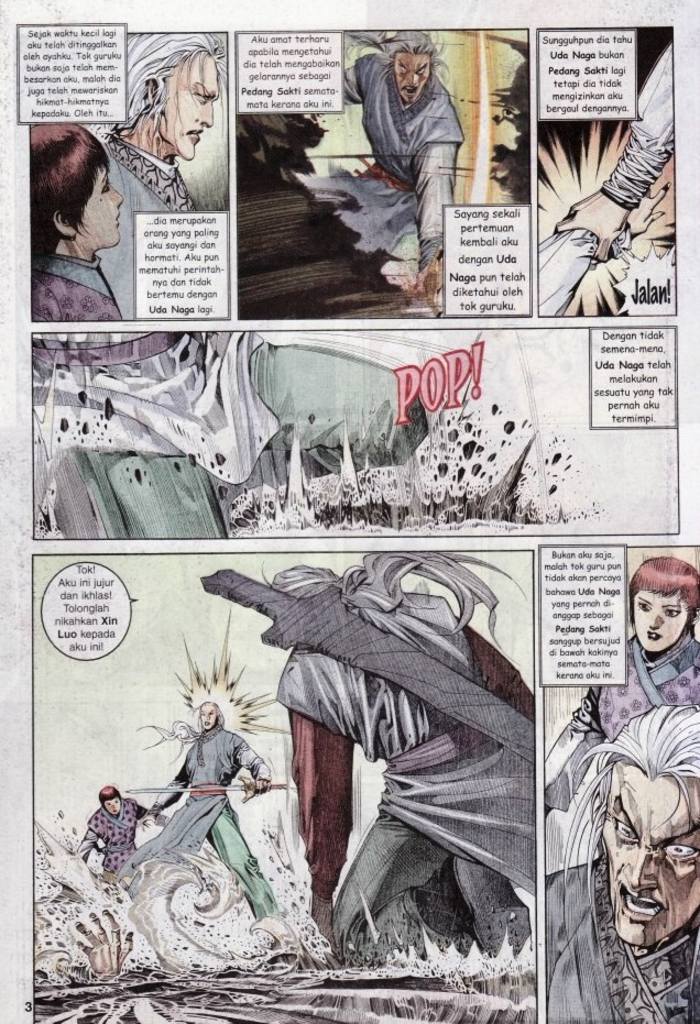 Sejak waktu kecil lagi
aku telah ditinggalkan
oleh ayahku. Tok guruku
bukan saja telah mem-
besarkan aku, malah dia
juga telah mewariskan
hikmat-hikmatnya
kepadaku. Oleh itu...
...dia merupakan
orang yang paling
aku sayangi dan
hormati. Aku pun
mematuhi perintah-
nya dan tidak
bertemu dengan
Uda Naga lagi.
Aku amat terharu
apabila mengetahui
dia telah mengabaikan
gelarannya sebagai
Pedang Sakti semata-
mata kerana aku ini.
Sayang sekali
pertemuan
kembali aku
dengan Uda
Naga pun telah
diketahui oleh
tok guruku.
Sungguhpun dia tahu
Uda Naga bukan
Pedang Sakti lagi
tetapi dia tidak
mengizinkan aku
bergaul dengannya.
Jalan!
POP!
Dengan tidak
semena-mena,
Uda Naga telah
melakukan
sesuatu yang tak
pernah aku
termimpi.
Tok!
Aku ini jujur
dan ikhlas!
Tolonglah
nikahkan Xin
Luo kepada
aku ini!
Bukan aku saja,
malah tok guru pun
tidak akan percaya
bahawa Uda Naga
yang pernah di-
anggap sebagai
Pedang Sakti
sanggup bersujud
di bawah kakinya
semata-mata
kerana aku ini.
3